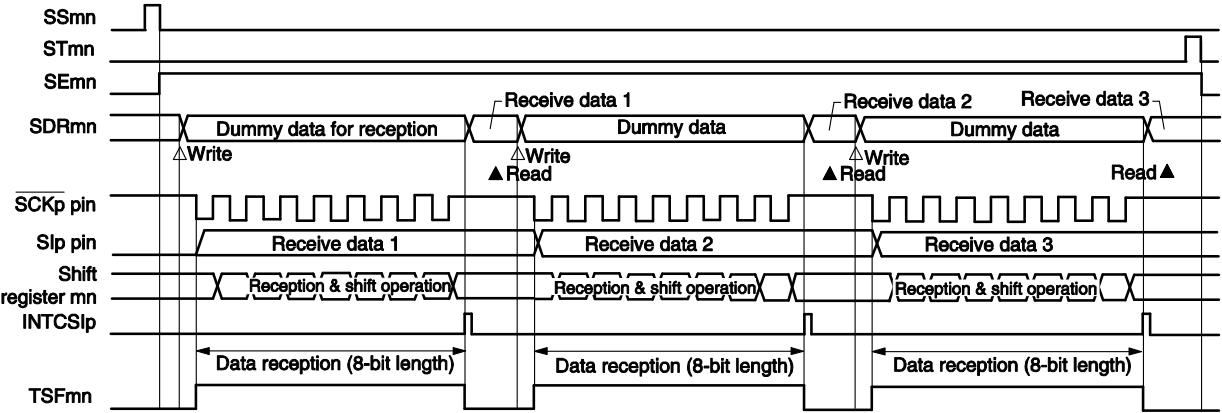 SSmn
STmn
SEmn
Receive data 1
Receive data 2
Receive data 3
SDRmn
Dummy data for reception
Dummy data
Dummy data
△Write
△Write
△Write
▲Read
▲Read
Read▲
SCKp pin
SIp pin
Receive data 1
Receive data 2
Receive data 3
Shift
register mn
Reception & shift operation
Reception & shift operation
Reception & shift operation
INTCSIp
Data reception (8-bit length)
Data reception (8-bit length)
Data reception (8-bit length)
TSFmn